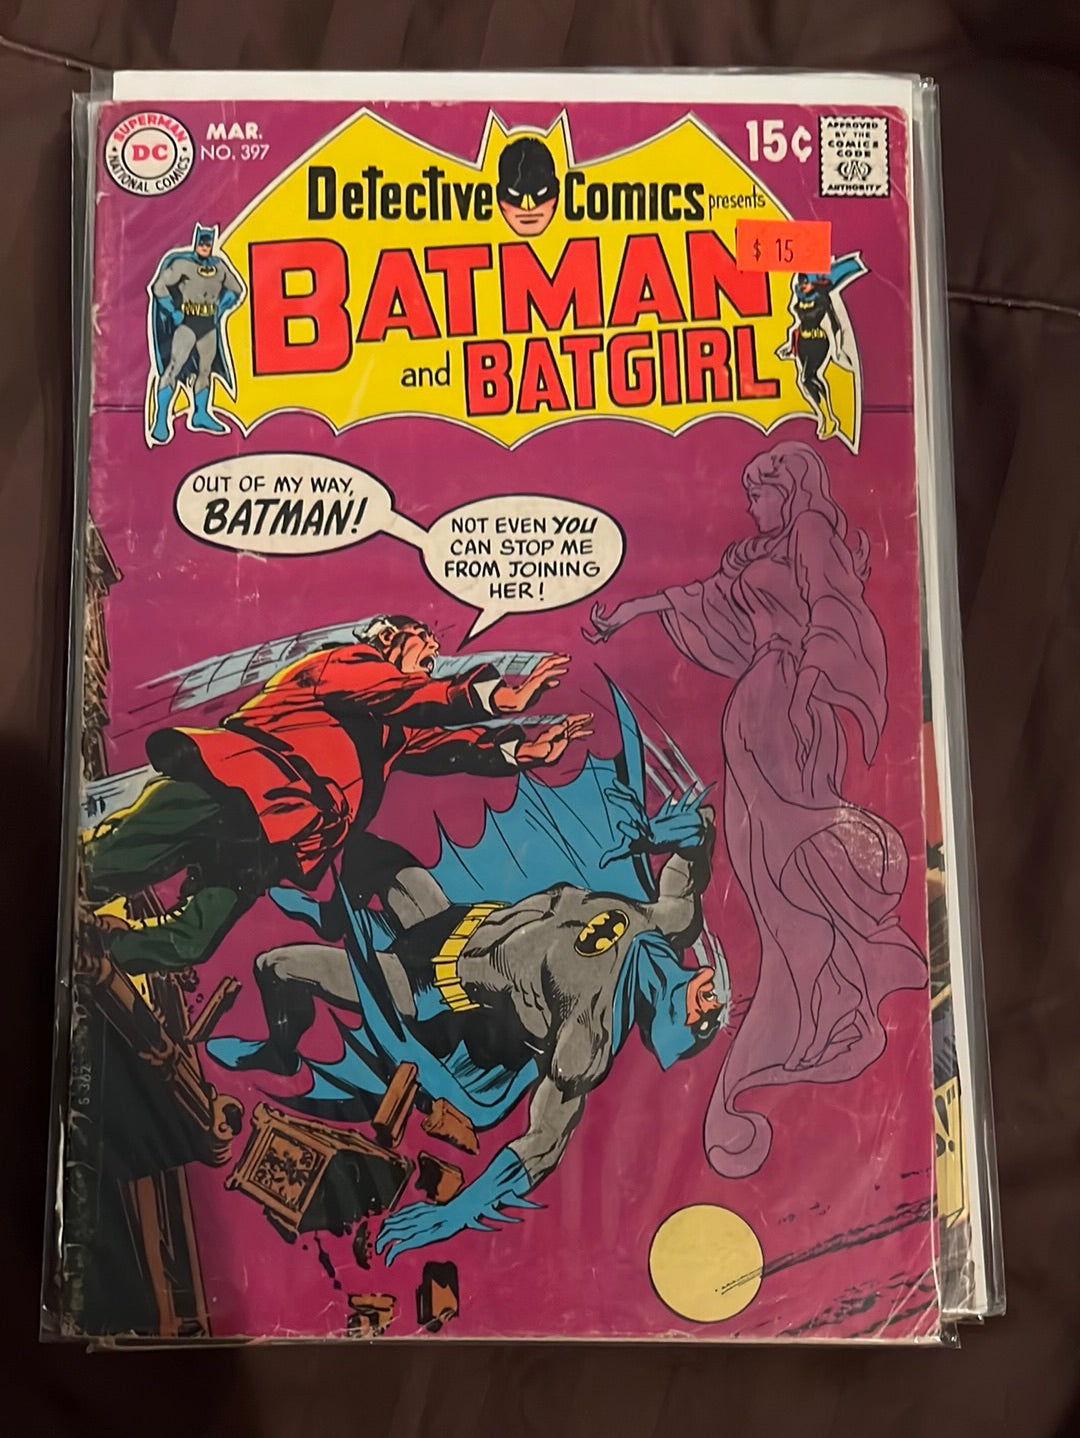 SUPERMAN
DC
NATIONAL COMICS
MAR.
NO. 397
15¢
APPROVED
BY THE
COMICS
CODE
CA
AUTHORITY
Detective Comics presents
$ 15
BATMAN
and BATGIRL
OUT OF MY WAY,
BATMAN!
NOT EVEN YOU
CAN STOP ME
FROM JOINING
HER!